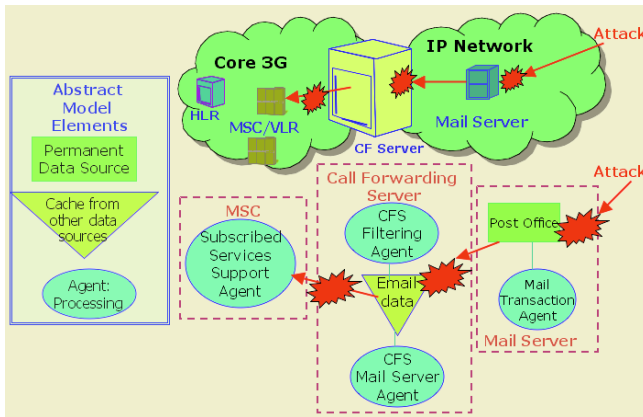 Core 3G
IP Network
Attack
HLR
MSC/VLR
CF Server
Mail Server
Abstract
Model
Elements
Permanent
Data Source
Cache from
other data
sources
Agent:
Processing
Call Forwarding
Server
Attack
MSC
Subscribed
Services
Support
Agent
CFS
Filtering
Agent
Email
data
CFS
Mail Server
Agent
Post Office
Mail
Transaction
Agent
Mail Server